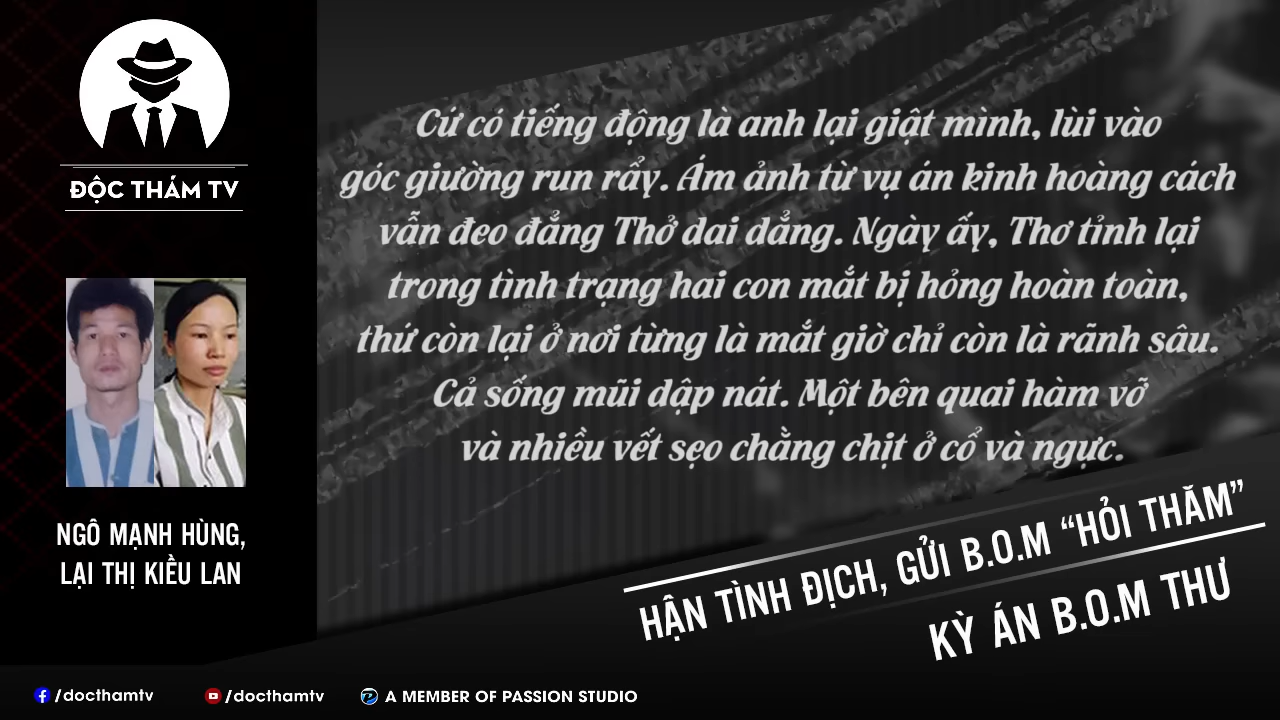 ĐỘC THÁM TV
NGÔ MẠNH HÙNG,
LẠI THỊ KIỀU LAN
Cứ có tiếng động là anh lại giật mình, lùi vào
góc giường run rẩy. Ám ảnh từ vụ án kinh hoàng cách
vẫn đeo đẳng Thở dai dẳng. Ngày ấy, Thơ tỉnh lại
trong tình trạng hai con mắt bị hỏng hoàn toàn,
thứ còn lại ở nơi từng là mắt giờ chỉ còn là rãnh sâu.
Cả sống mũi dập nát. Một bên quai hàm vỡ
và nhiều vết sẹo chằng chịt ở cổ và ngực.
HẬN TÌNH ĐỊCH, GỬI B.O.M “HỎI THĂM”
KỲ ÁN B.O.M THƯ
/docthamtv
/docthamtv
A MEMBER OF PASSION STUDIO